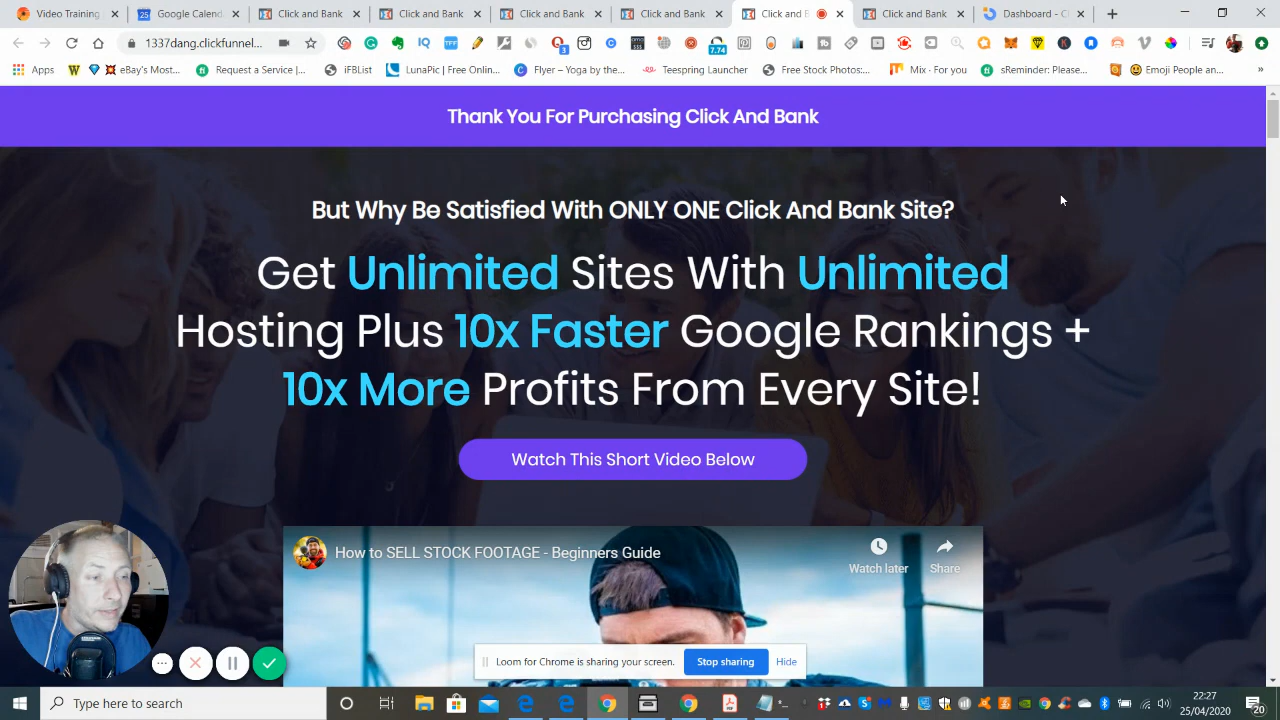 Video Training
Google Calend
Click and Bank
Click and Bank
Click and Bank
Click and Bank
Click and B
Click and Bank
Dashboard - C
1337dang.clickfunnel
Apps
eBay's Most...
Request a Service |...
iFBList
LunaPic | Free Onlin...
Flyer – Yoga by the...
Teespring Launcher
Free Stock Photos:...
Mix · For you
sReminder: Please...
Emoji People an...
Thank You For Purchasing Click And Bank
But Why Be Satisfied With ONLY ONE Click And Bank Site?
Get Unlimited Sites With Unlimited
Hosting Plus 10x Faster Google Rankings +
10x More Profits From Every Site!
Watch This Short Video Below
How to SELL STOCK FOOTAGE - Beginners Guide
Watch later
Share
Loom for Chrome is sharing your screen.
Stop sharing
Hide
Type here to search
22:27
25/04/2020
20